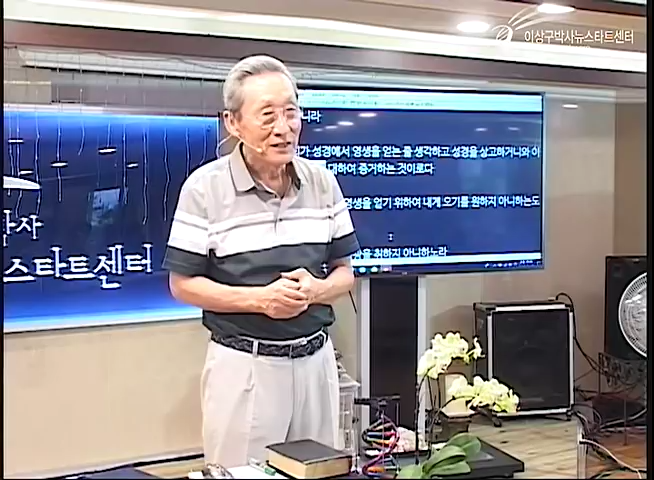 이상구박사뉴스타트센터
니라
가 성경에서 영생을 얻는 줄 생각하고 성경을 상고하거니와 이
대하여 증거하는 것이로다
영생을 얻기 위하여 내게 오기를 원하지 아니하는도
을 취하지 아니하노라
박사
스타트센터